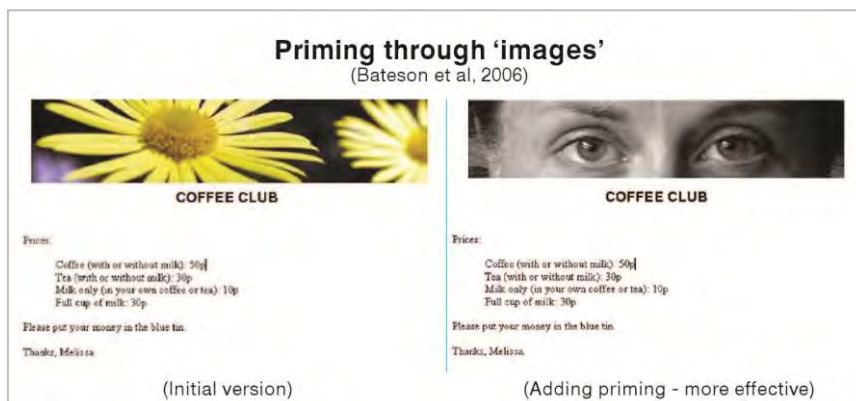 Priming through ‘images’
(Bateson et al, 2006)
COFFEE CLUB
Prices:
Coffee (with or without milk): 50p
Tea (with or without milk): 30p
Milk only (in your own coffee or tea): 10p
Full cup of milk: 30p
Please put your money in the blue tin.
Thanks, Melissa
(Initial version)
COFFEE CLUB
Prices:
Coffee (with or without milk): 50p
Tea (with or without milk): 30p
Milk only (in your own coffee or tea): 10p
Full cup of milk: 30p
Please put your money in the blue tin.
Thanks, Melissa.
(Adding priming - more effective)